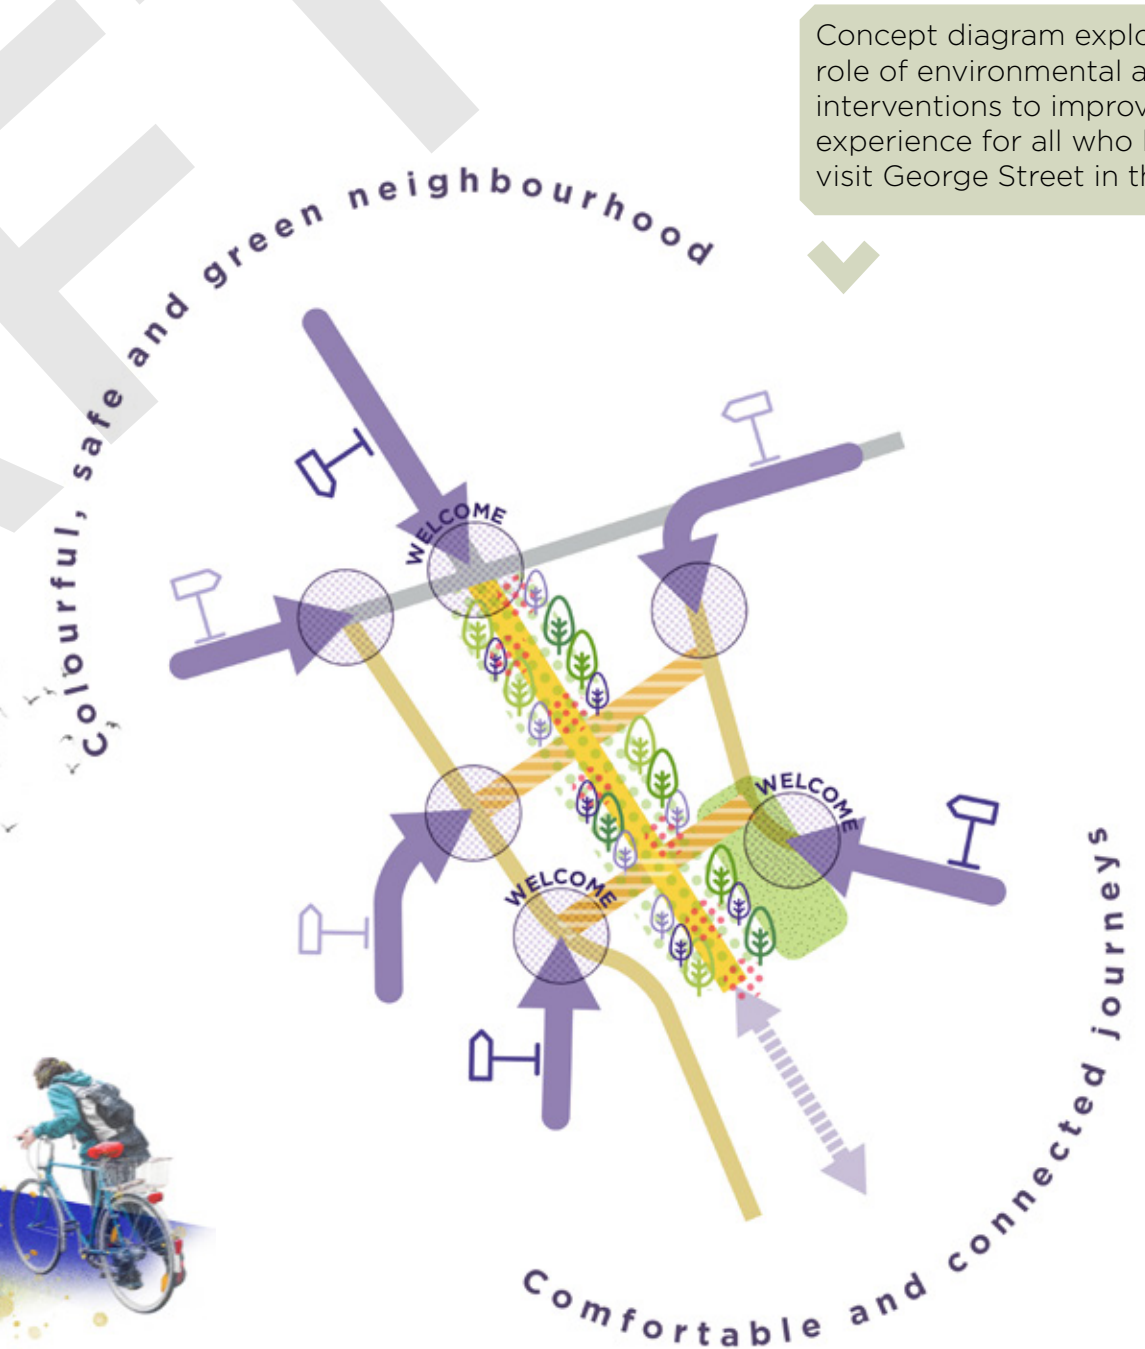 Concept diagram explo
role of environmental a
interventions to improv
experience for all who
visit George Street in th
Colourful, safe and green neighbourhood
WELCOME
WELCOME
WELCOME
Comfortable and connected journeys